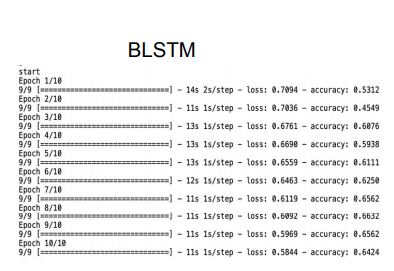 BLSTM
start
Epoch 1/10
9/9 [==============================] - 14s 2s/step - loss: 0.7094 - accuracy: 0.5312
Epoch 2/10
9/9 [==============================] - 11s 1s/step - loss: 0.7036 - accuracy: 0.4549
Epoch 3/10
9/9 [==============================] - 13s 1s/step - loss: 0.6761 - accuracy: 0.6076
Epoch 4/10
9/9 [==============================] - 13s 1s/step - loss: 0.6690 - accuracy: 0.5938
Epoch 5/10
9/9 [==============================] - 13s 1s/step - loss: 0.6559 - accuracy: 0.6111
Epoch 6/10
9/9 [==============================] - 12s 1s/step - loss: 0.6463 - accuracy: 0.6250
Epoch 7/10
9/9 [==============================] - 11s 1s/step - loss: 0.6119 - accuracy: 0.6562
Epoch 8/10
9/9 [==============================] - 11s 1s/step - loss: 0.6092 - accuracy: 0.6632
Epoch 9/10
9/9 [==============================] - 11s 1s/step - loss: 0.5969 - accuracy: 0.6562
Epoch 10/10
9/9 [==============================] - 11s 1s/step - loss: 0.5844 - accuracy: 0.6424